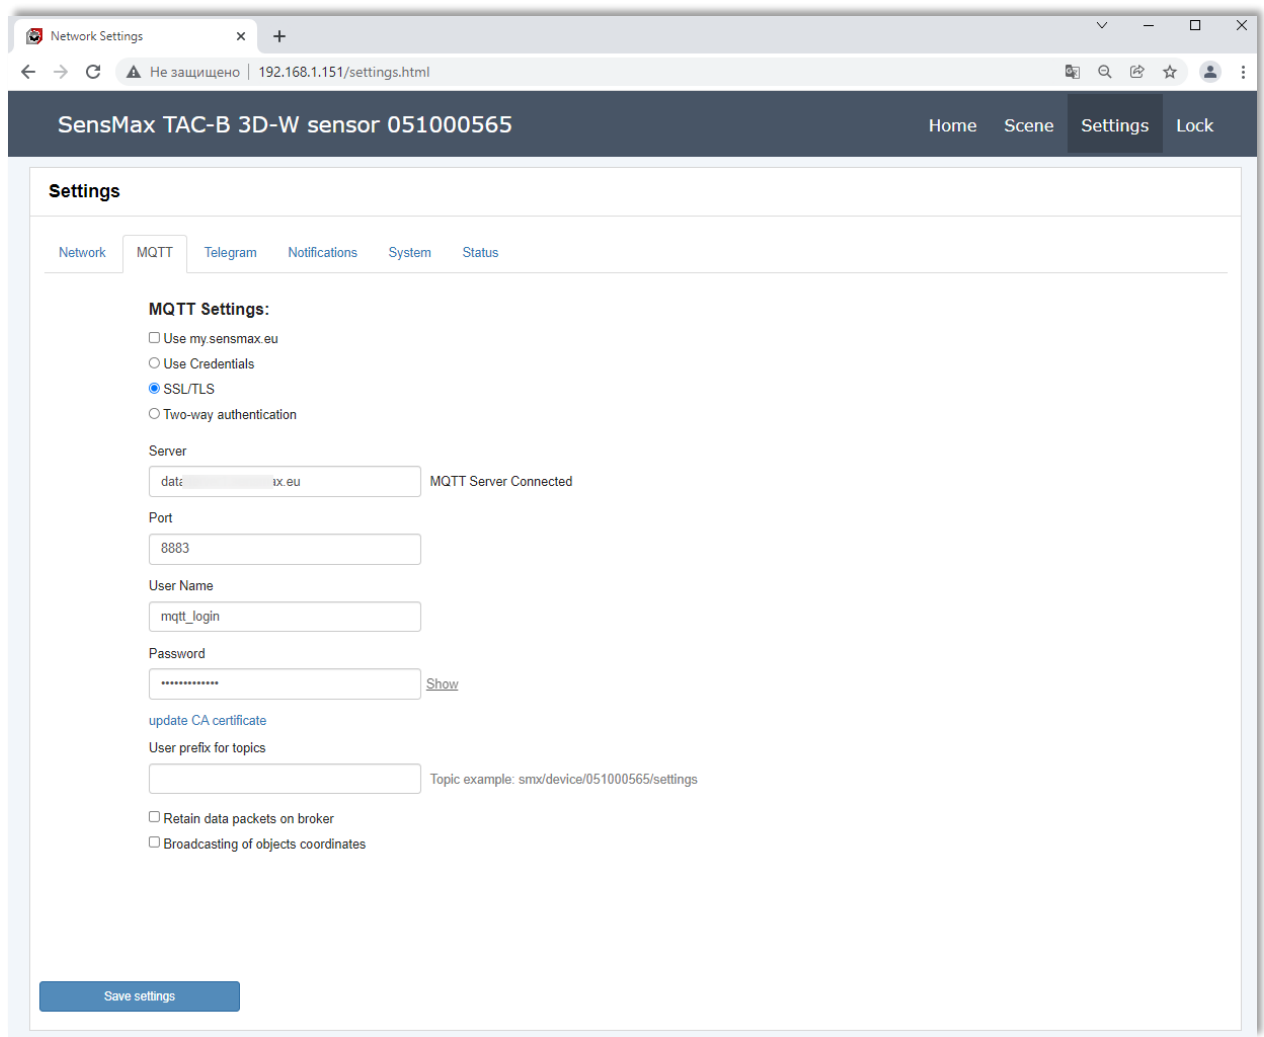 Network Settings
Не защищено 192.168.1.151/settings.html
SensMax TAC-B 3D-W sensor 051000565
Home Scene Settings Lock
Settings
Network MQTT Telegram Notifications System Status
MQTT Settings:
Use my.sensmax.eu
Use Credentials
SSL/TLS
Two-way authentication
Server
MQTT Server Connected
Port
8883
User Name
mqtt_login
Password
••••••••••••• Show
update CA certificate
User prefix for topics
Topic example: smx/device/051000565/settings
Retain data packets on broker
Broadcasting of objects coordinates
Save settings